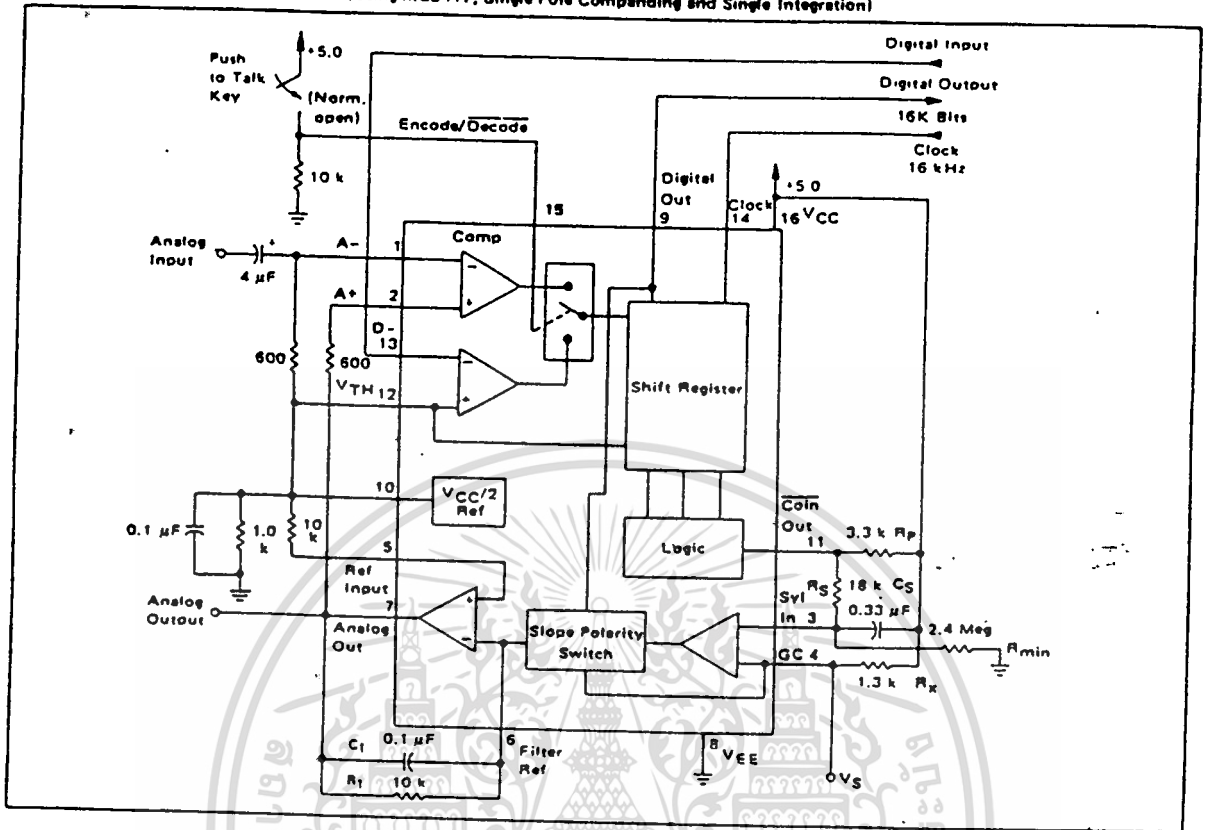 Single Pole Companding and Single Integration)
Digital Input
Digital Output
16K Bits
Clock
16 kHz
Push
to Talk
Key
+5.0
(Norm.
open)
Encode/Decode
10 k
Digital
Out
9
Clock
14
+5.0
16 VCC
15
Analog
Input
4 µF
+
A-
1
Comp
A+
2
D-
13
600
600
VTH 12
Shift Register
10
VCC/2
Ref
0.1 µF
1.0
k
10
k
5
Ref
Input
Logic
Coin
Out
11
3.3 k RP
RS
18 k CS
0.33 µF
Syl
In 3
2.4 Meg
Rmin
GC 4
1.3 k Rx
Analog
Output
7
Analog
Out
Slope Polarity
Switch
6
Filter
Ref
C1 0.1 µF
R1 10 k
8 VEE
VS